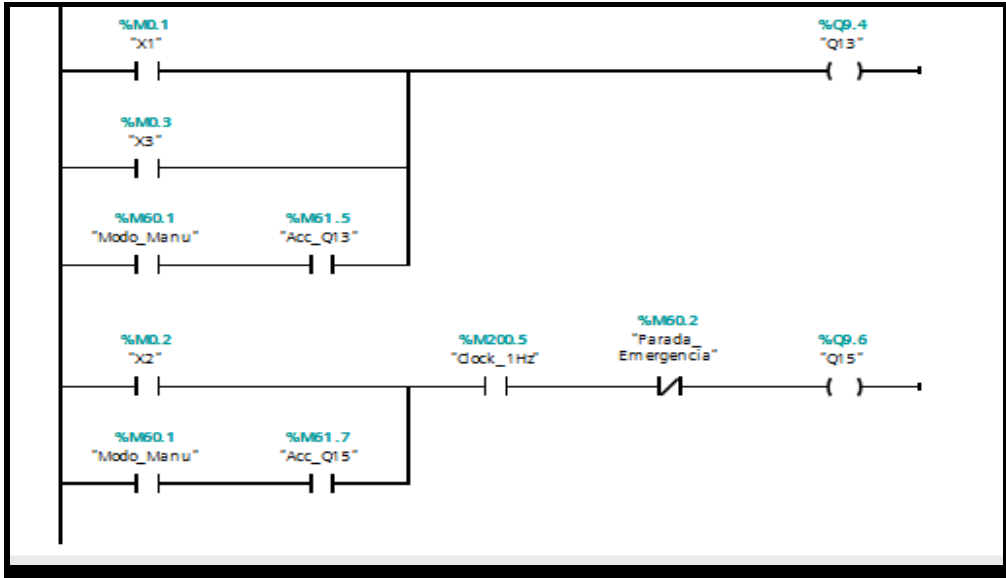 %M0.1
"X1"
%Q9.4
"Q13"
%M0.3
"X3"
%M60.1
"Modo_Manu"
%M61.5
"Acc_Q13"
%M0.2
"X2"
%M200.5
"Clock_1Hz"
%M60.2
"Parada_
Emergencia"
%Q9.6
"Q15"
%M60.1
"Modo_Manu"
%M61.7
"Acc_Q15"